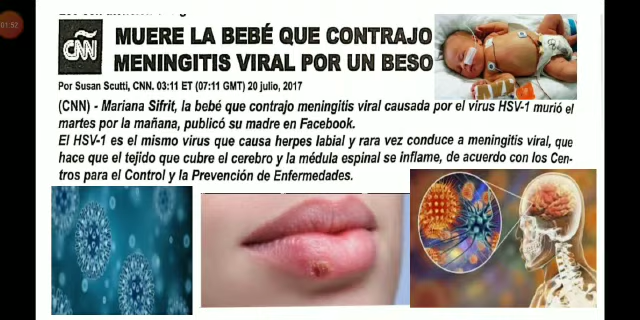 01:52
CNN
MUERE LA BEBÉ QUE CONTRAJO
MENINGITIS VIRAL POR UN BESO
Por Susan Scutti, CNN. 03:11 ET (07:11 GMT) 20 julio, 2017
(CNN) - Mariana Sifrit, la bebé que contrajo meningitis viral causada por el virus HSV-1 murió el
martes por la mañana, publicó su madre en Facebook.
El HSV-1 es el mismo virus que causa herpes labial y rara vez conduce a meningitis viral, que
hace que el tejido que cubre el cerebro y la médula espinal se inflame, de acuerdo con los Cen-
tros para el Control y la Prevención de Enfermedades.